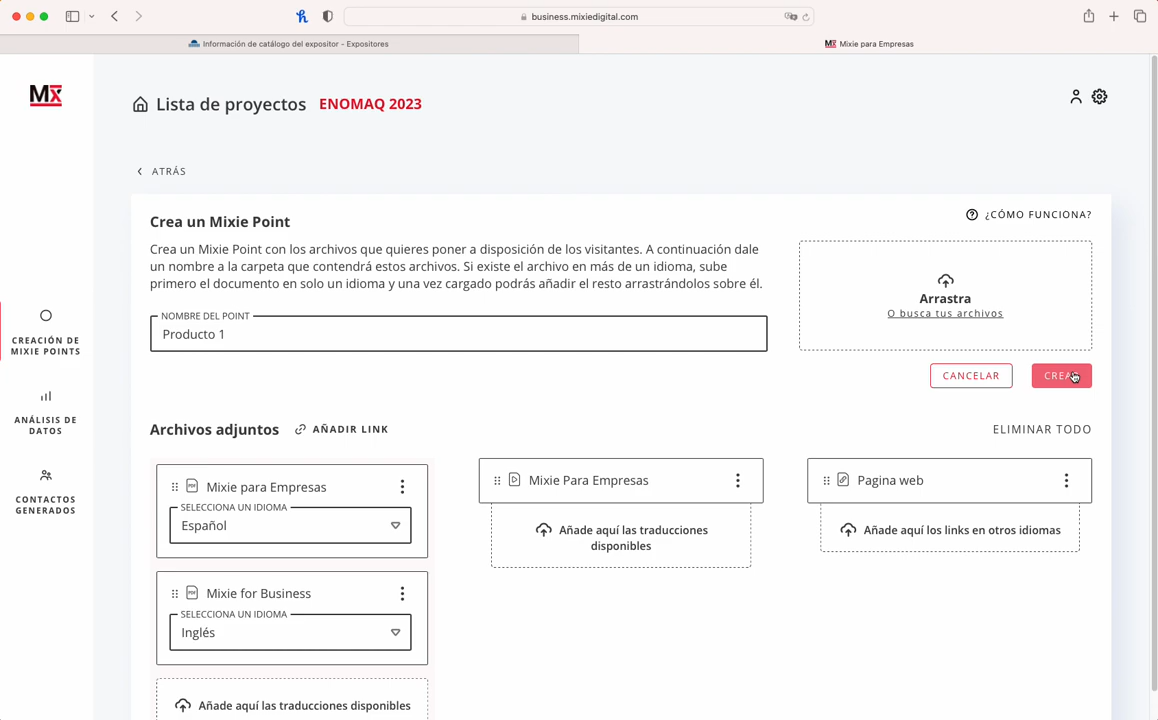 business.mixiedigital.com
Información de catálogo del expositor - Expositores
Mixie para Empresas
MX
Lista de proyectos ENOMAQ 2023
ATRÁS
Crea un Mixie Point
¿CÓMO FUNCIONA?
Crea un Mixie Point con los archivos que quieres poner a disposición de los visitantes. A continuación dale
un nombre a la carpeta que contendrá estos archivos. Si existe el archivo en más de un idioma, sube
primero el documento en solo un idioma y una vez cargado podrás añadir el resto arrastrándolos sobre él.
Arrastra
O busca tus archivos
NOMBRE DEL POINT
Producto 1
CANCELAR
CREAR
CREACIÓN DE
MIXIE POINTS
ANÁLISIS DE
DATOS
CONTACTOS
GENERADOS
Archivos adjuntos
AÑADIR LINK
ELIMINAR TODO
Mixie para Empresas
SELECCIONA UN IDIOMA
Español
Mixie for Business
SELECCIONA UN IDIOMA
Inglés
Añade aquí las traducciones disponibles
Mixie Para Empresas
Añade aquí las traducciones
disponibles
Pagina web
Añade aquí los links en otros idiomas